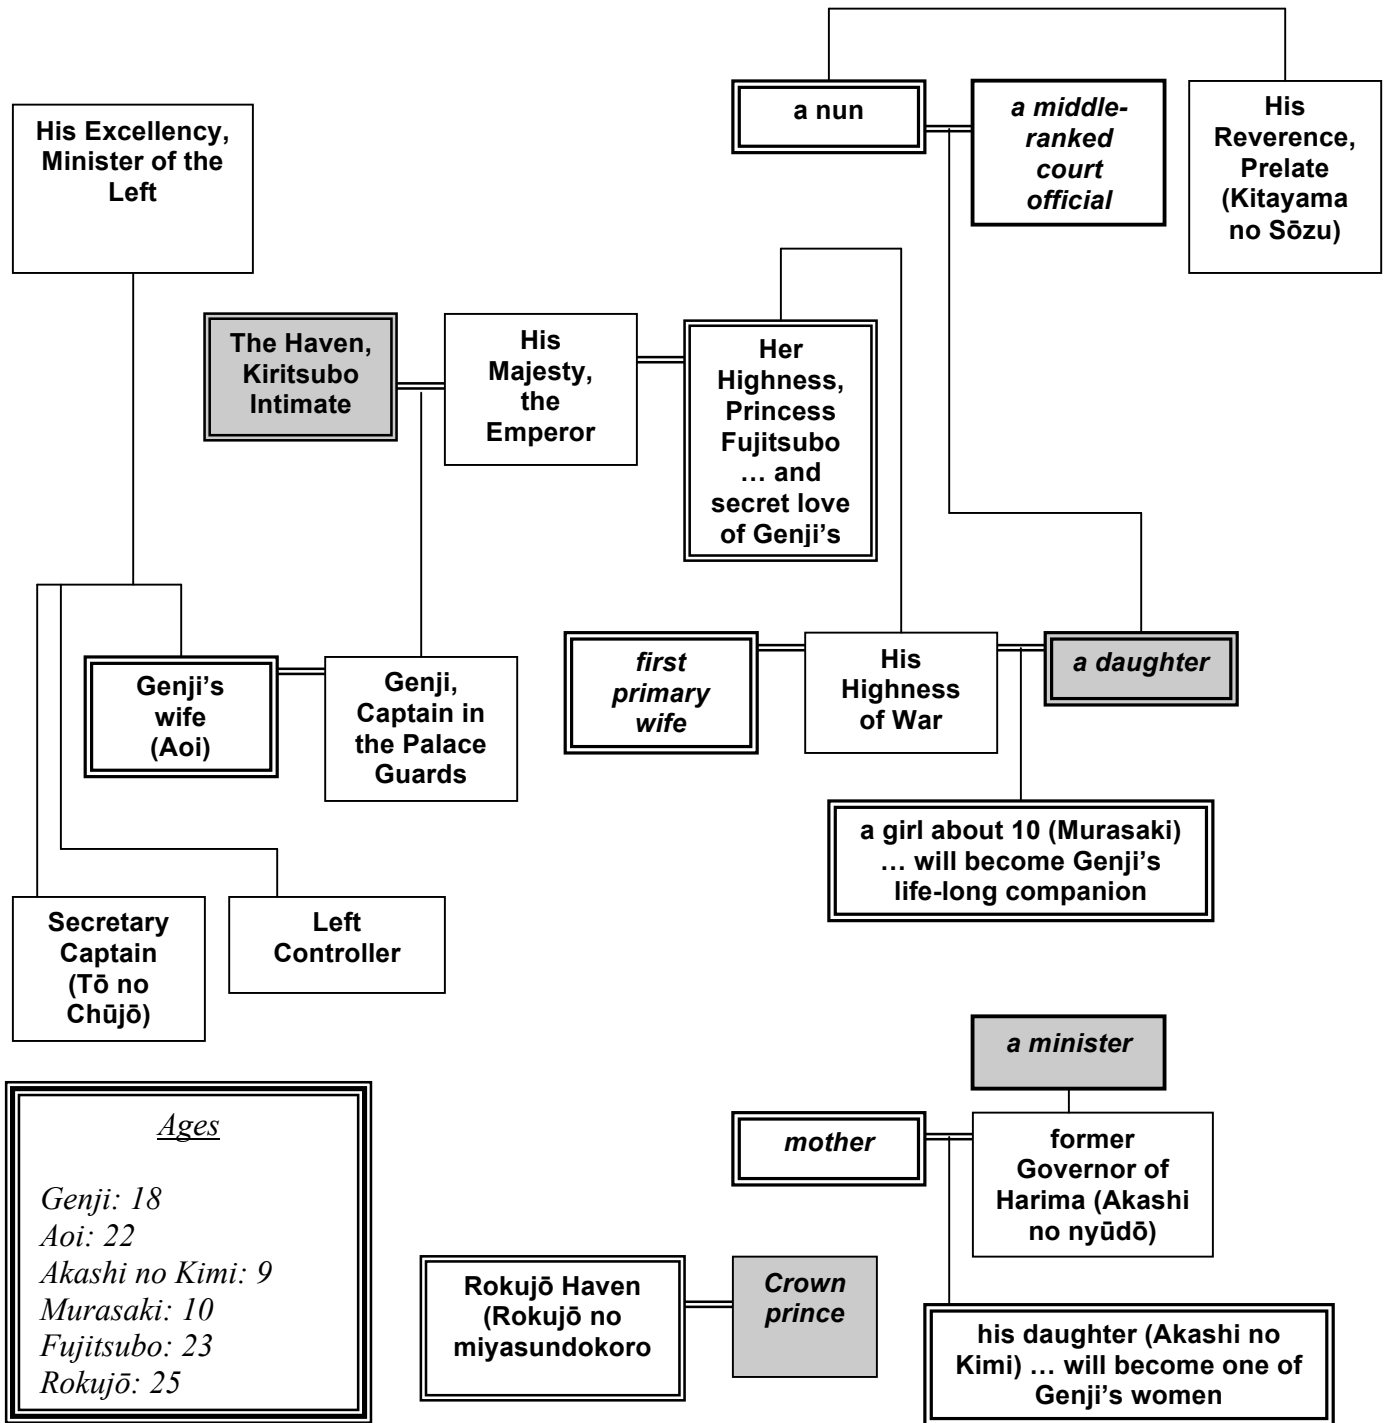 a nun
a middle-
ranked
court
official
His
Reverence,
Prelate
(Kitayama
no Sōzu)
His Excellency,
Minister of the
Left
The Haven,
Kiritsubo
Intimate
His
Majesty,
the
Emperor
Her
Highness,
Princess
Fujitsubo
… and
secret love
of Genji’s
Genji’s
wife
(Aoi)
Genji,
Captain in
the Palace
Guards
first
primary
wife
His
Highness
of War
a daughter
a girl about 10 (Murasaki)
… will become Genji’s
life-long companion
Secretary
Captain
(Tō no
Chūjō)
Left
Controller
a minister
mother
former
Governor of
Harima (Akashi
no nyūdō)
Ages
Genji: 18
Aoi: 22
Akashi no Kimi: 9
Murasaki: 10
Fujitsubo: 23
Rokujō: 25
Rokujō Haven
(Rokujō no
miyasundokoro
Crown
prince
his daughter (Akashi no
Kimi) … will become one of
Genji’s women